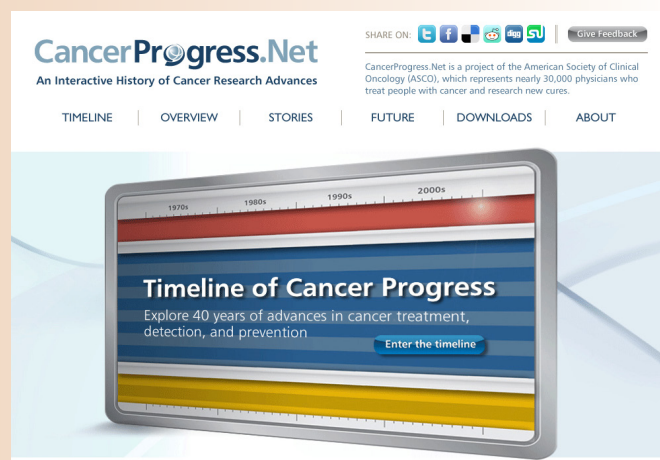 CancerProgress.Net
An Interactive History of Cancer Research Advances
SHARE ON:
digg
Give Feedback
CancerProgress.Net is a project of the American Society of Clinical
Oncology (ASCO), which represents nearly 30,000 physicians who
treat people with cancer and research new cures.
TIMELINE OVERVIEW STORIES FUTURE DOWNLOADS ABOUT
1970s 1980s 1990s 2000s
Timeline of Cancer Progress
Explore 40 years of advances in cancer treatment,
detection, and prevention
Enter the timeline